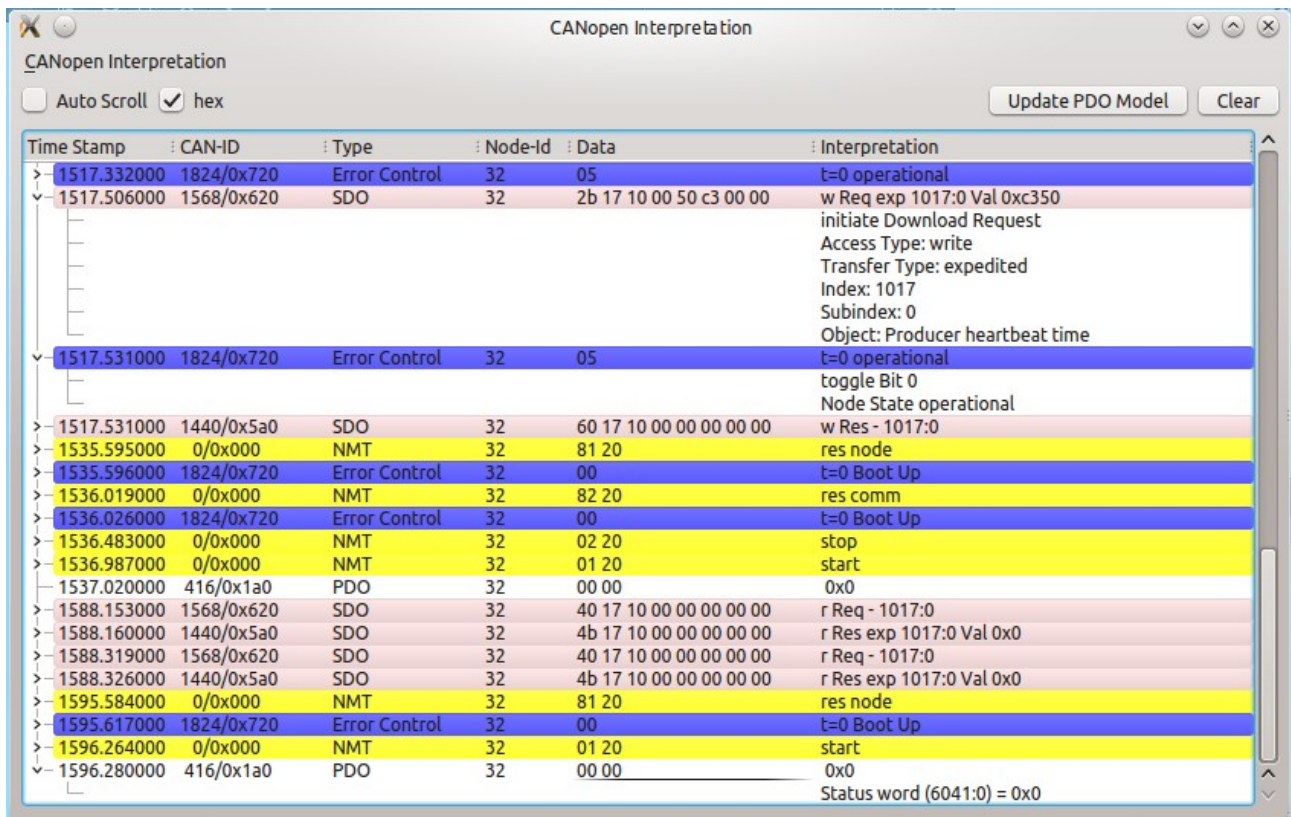 CANopen Interpretation
CANopen Interpretation
Auto Scroll hex Update PDO Model Clear
Time Stamp CAN-ID Type Node-Id Data Interpretation
1517.332000 1824/0x720 Error Control 32 05 t=0 operational
1517.506000 1568/0x620 SDO 32 2b 17 10 00 50 c3 00 00 w Req exp 1017:0 Val 0xc350
initiate Download Request
Access Type: write
Transfer Type: expedited
Index: 1017
Subindex: 0
Object: Producer heartbeat time
1517.531000 1824/0x720 Error Control 32 05 t=0 operational
toggle Bit 0
Node State operational
1517.531000 1440/0x5a0 SDO 32 60 17 10 00 00 00 00 00 w Res - 1017:0
1535.595000 0/0x000 NMT 32 81 20 res node
1535.596000 1824/0x720 Error Control 32 00 t=0 Boot Up
1536.019000 0/0x000 NMT 32 82 20 res comm
1536.026000 1824/0x720 Error Control 32 00 t=0 Boot Up
1536.483000 0/0x000 NMT 32 02 20 stop
1536.987000 0/0x000 NMT 32 01 20 start
1537.020000 416/0x1a0 PDO 32 00 00 0x0
1588.153000 1568/0x620 SDO 32 40 17 10 00 00 00 00 00 r Req - 1017:0
1588.160000 1440/0x5a0 SDO 32 4b 17 10 00 00 00 00 00 r Res exp 1017:0 Val 0x0
1588.319000 1568/0x620 SDO 32 40 17 10 00 00 00 00 00 r Req - 1017:0
1588.326000 1440/0x5a0 SDO 32 4b 17 10 00 00 00 00 00 r Res exp 1017:0 Val 0x0
1595.584000 0/0x000 NMT 32 81 20 res node
1595.617000 1824/0x720 Error Control 32 00 t=0 Boot Up
1596.264000 0/0x000 NMT 32 01 20 start
1596.280000 416/0x1a0 PDO 32 00 00 0x0
Status word (6041:0) = 0x0